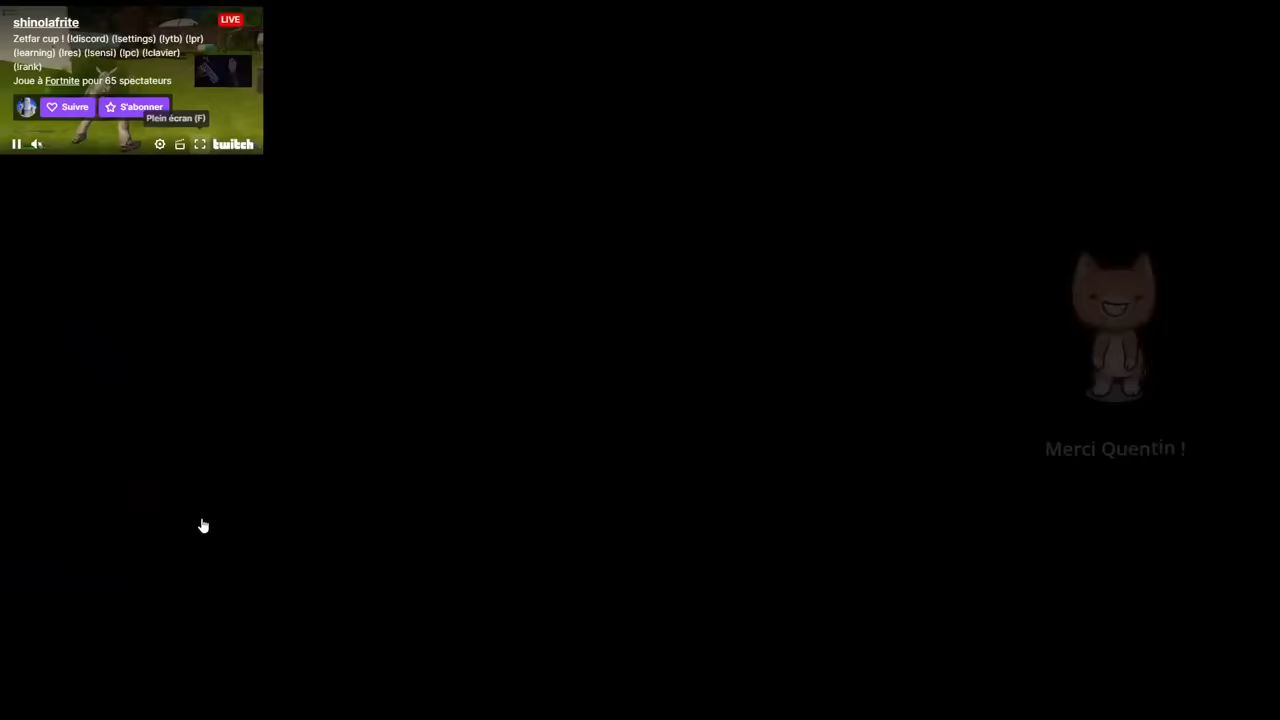 shinolafrite
LIVE
Zetfar cup ! (!discord) (!settings) (!ytb) (!pr)
(!earning) (!res) (!sensi) (!pc) (!clavier)
(!rank)
Joue à Fortnite pour 65 spectateurs
Suivre
S'abonner
Plein écran (F)
twitch
Merci Quentin !